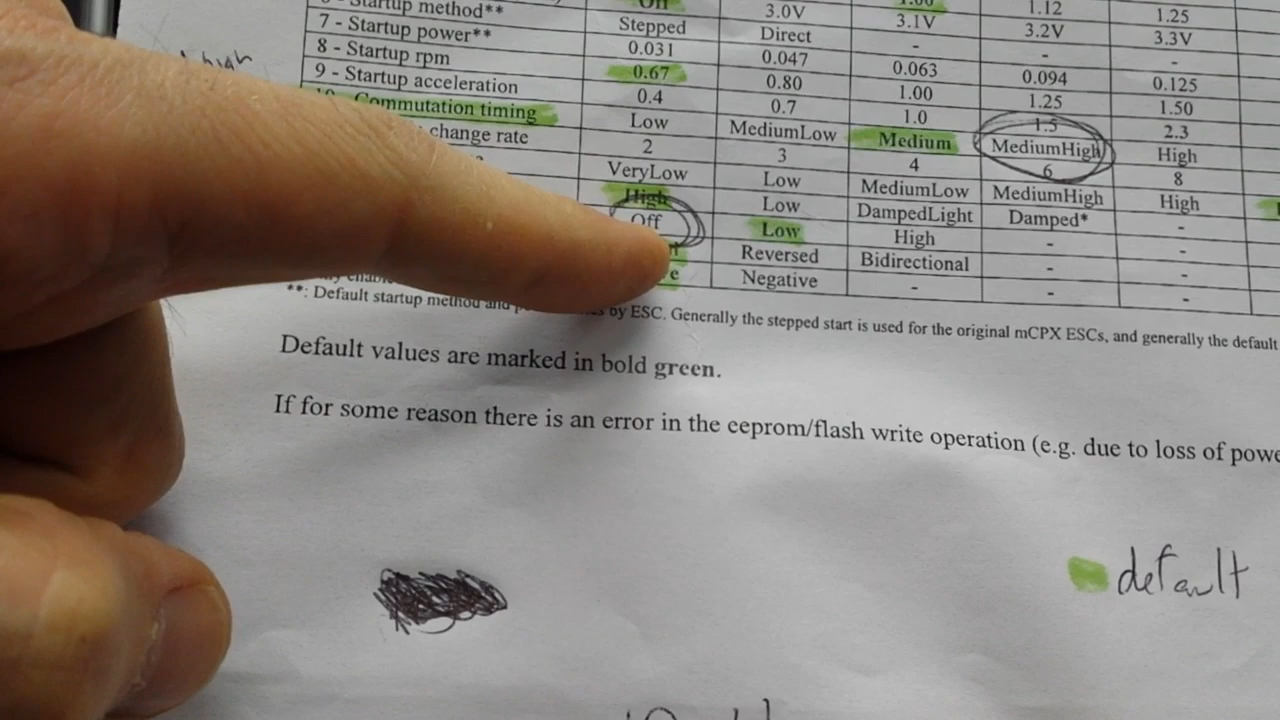 Off 1.00 1.12 1.25
Startup method** 3.0V 3.1V 3.2V 3.3V
7 - Startup power** Stepped Direct - - -
8 - Startup rpm 0.031 0.047 0.063 0.094 0.125
9 - Startup acceleration 0.67 0.80 1.00 1.25 1.50
Commutation timing 0.4 0.7 1.0 1.5 2.3
change rate Low MediumLow Medium MediumHigh High
2 3 4 6 8
VeryLow Low MediumLow MediumHigh High
High Low DampedLight Damped* -
Off Low High - -
Reversed Bidirectional - -
Negative - - -
high
**: Default startup method and by ESC. Generally the stepped start is used for the original mCPX ESCs, and generally the default
Default values are marked in bold green.
If for some reason there is an error in the eeprom/flash write operation (e.g. due to loss of
default